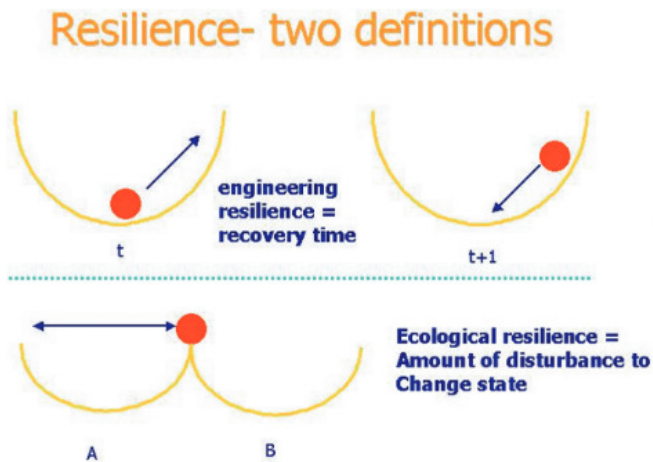 Resilience- two definitions
engineering
resilience =
recovery time
t
t+1
Ecological resilience =
Amount of disturbance to
Change state
A
B